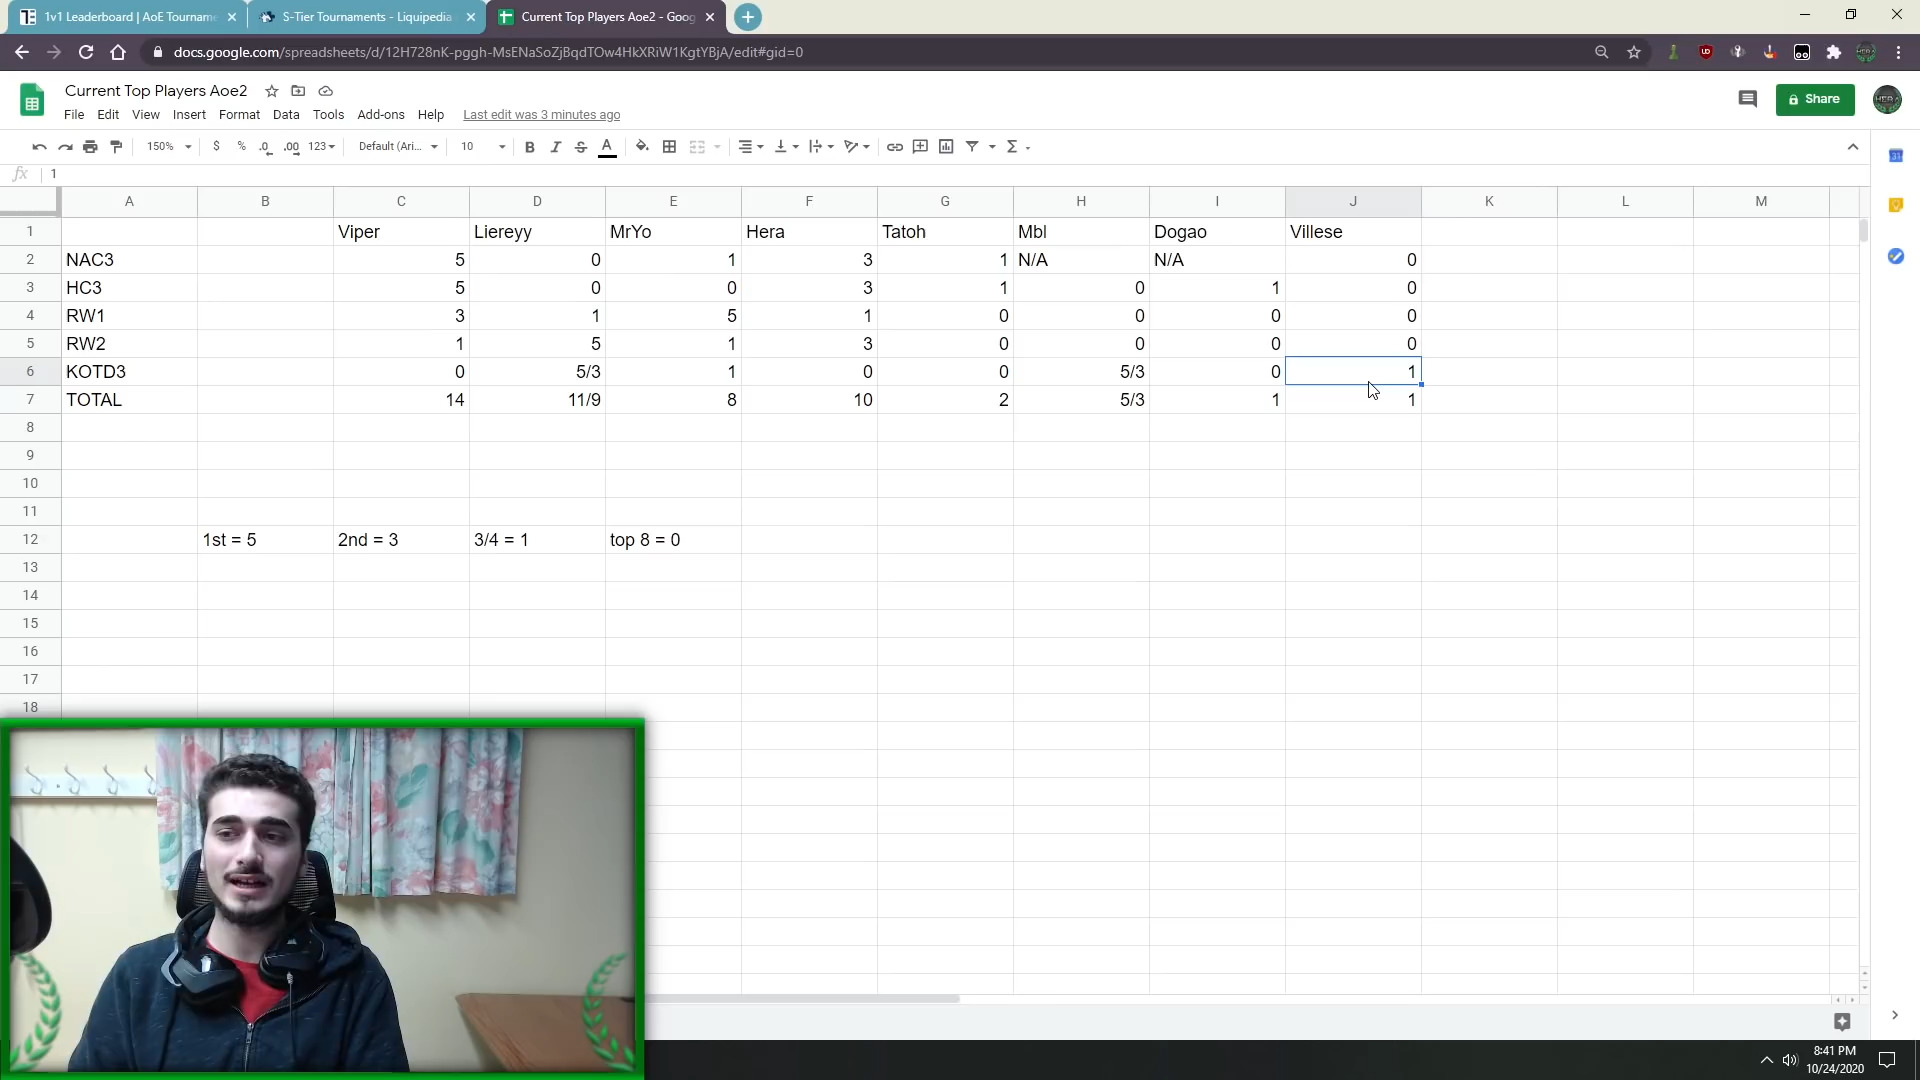 1v1 Leaderboard | AoE Tourname
S-Tier Tournaments - Liquipedia
Current Top Players Aoe2 - Goog
docs.google.com/spreadsheets/d/12H728nK-pggh-MsENaSoZjBqdTOw4HkXRiW1KgtYBjA/edit#gid=0
Current Top Players Aoe2
Share
File Edit View Insert Format Data Tools Add-ons Help Last edit was 3 minutes ago
150% $ % .0 .00 123 Default (Ari... 10 B I S A Σ
fx 1
A B C D E F G H I J K L M
1 Viper Liereyy MrYo Hera Tatoh Mbl Dogao Villese
2 NAC3 5 0 1 3 1 N/A N/A 0
3 HC3 5 0 0 3 1 0 1 0
4 RW1 3 1 5 1 0 0 0 0
5 RW2 1 5 1 3 0 0 0 0
6 KOTD3 0 5/3 1 0 0 5/3 0 1
7 TOTAL 14 11/9 8 10 2 5/3 1 1
8
9
10
11
12 1st = 5 2nd = 3 3/4 = 1 top 8 = 0
13
14
15
16
17
18
8:41 PM
10/24/2020